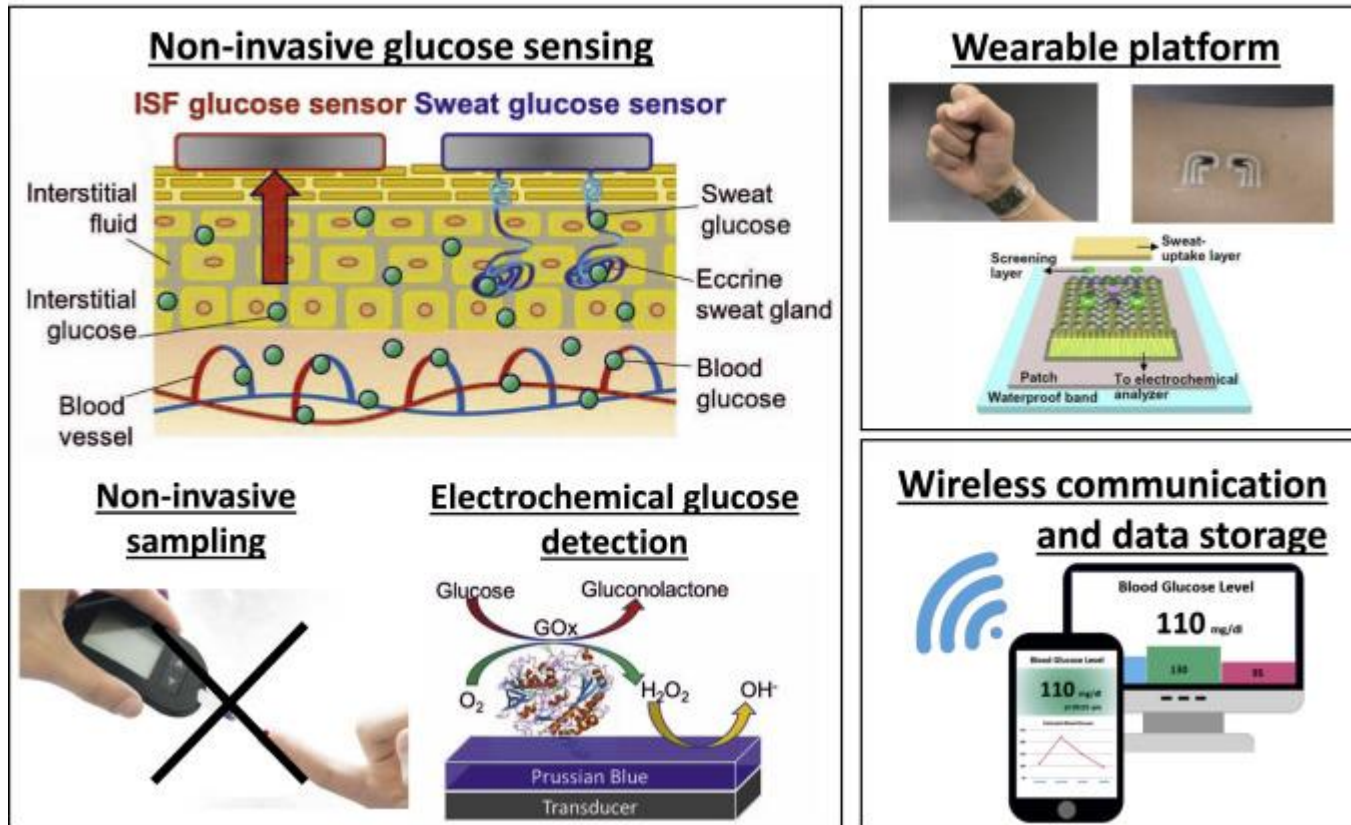 Non-invasive glucose sensing
ISF glucose sensor Sweat glucose sensor
Interstitial
fluid
Interstitial
glucose
Blood
vessel
Sweat
glucose
Eccrine
sweat gland
Blood
glucose
Non-invasive
sampling
Electrochemical glucose
detection
Glucose
Gluconolactone
GOx
O₂
H₂O₂
OH⁻
Prussian Blue
Transducer
Wearable platform
Screening
layer
Sweat-
uptake layer
Patch
To electrochemical
analyzer
Waterproof band
Wireless communication
and data storage
Blood Glucose Level
110 mg/dl
130
Blood Glucose Level
110 mg/dl